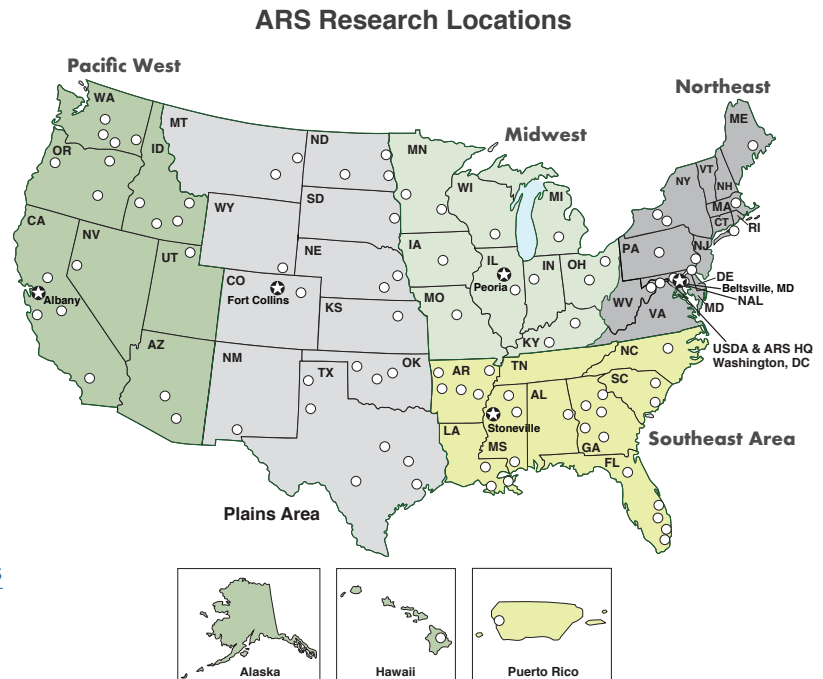 ARS Research Locations
Pacific West
Northeast
Midwest
WA
MT
ND
MN
ME
OR
ID
SD
WI
MI
NY
VT
NH
MA
CT
RI
WY
CA
NV
UT
NE
IA
PA
NJ
CO
Fort Collins
IL
Peoria
IN
OH
DE
Beltsville, MD
NAL
MD
Albany
KS
MO
WV
VA
KY
USDA & ARS HQ
Washington, DC
AZ
NM
TX
OK
AR
TN
NC
SC
AL
Stoneville
LA
MS
GA
FL
Southeast Area
Plains Area
Alaska
Hawaii
Puerto Rico